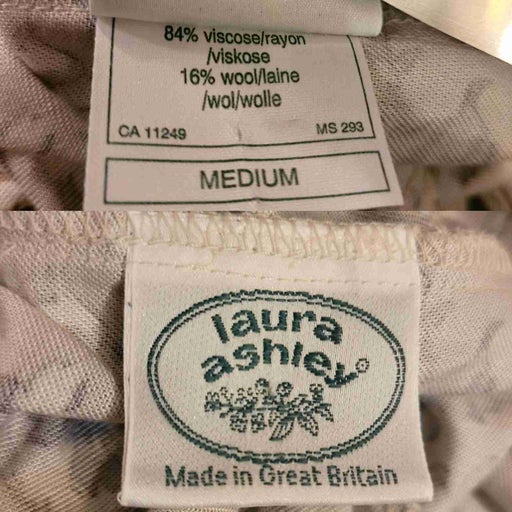 84% viscose/rayon
/viskose
16% wool/laine
/wol/wolle
CA 11249 MS 293
MEDIUM
laura
ashley©
Made in Great Britain